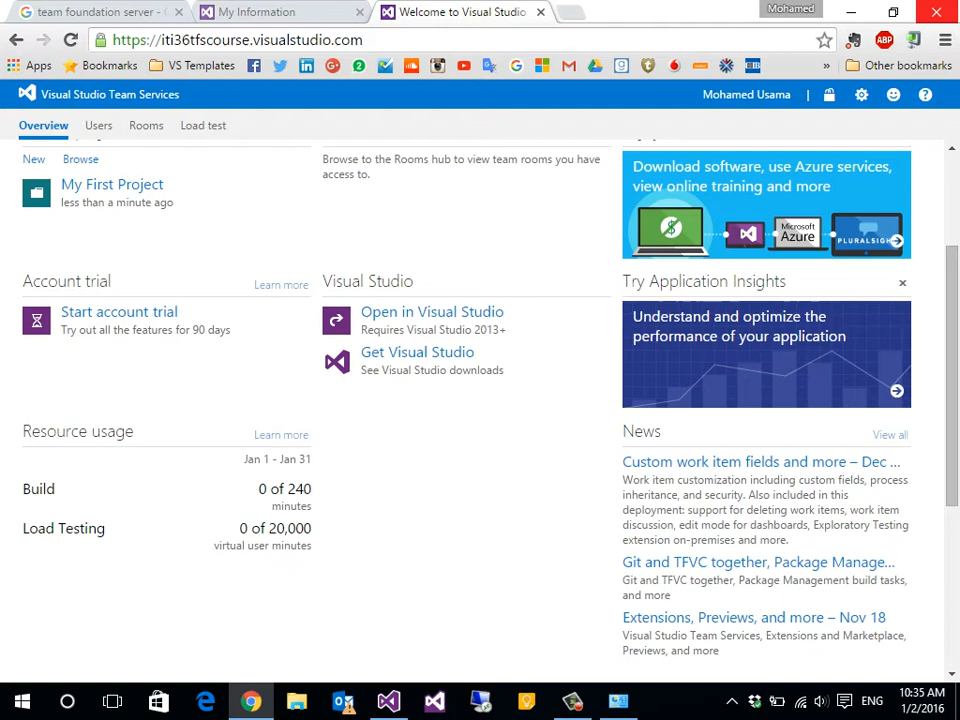 team foundation server - G
My Information
Welcome to Visual Studio
Mohamed
https://iti36tfscourse.visualstudio.com
ABP
Apps
Bookmarks
VS Templates
Other bookmarks
Visual Studio Team Services
Mohamed Usama
Overview
Users
Rooms
Load test
New
Browse
My First Project
less than a minute ago
Browse to the Rooms hub to view team rooms you have
access to.
Download software, use Azure services,
view online training and more
Microsoft
Azure
PLURALSIGH
Account trial
Learn more
Start account trial
Try out all the features for 90 days
Visual Studio
Open in Visual Studio
Requires Visual Studio 2013+
Get Visual Studio
See Visual Studio downloads
Try Application Insights
Understand and optimize the
performance of your application
Resource usage
Learn more
Jan 1 - Jan 31
Build
0 of 240
minutes
Load Testing
0 of 20,000
virtual user minutes
News
View all
Custom work item fields and more – Dec ...
Work item customization including custom fields, process
inheritance, and security. Also included in this
deployment: support for deleting work items, work item
discussion, edit mode for dashboards, Exploratory Testing
extension on-premises and more.
Git and TFVC together, Package Manage...
Git and TFVC together, Package Management build tasks,
and more
Extensions, Previews, and more – Nov 18
Visual Studio Team Services, Extensions and Marketplace,
Previews, and more
ENG
10:35 AM
1/2/2016